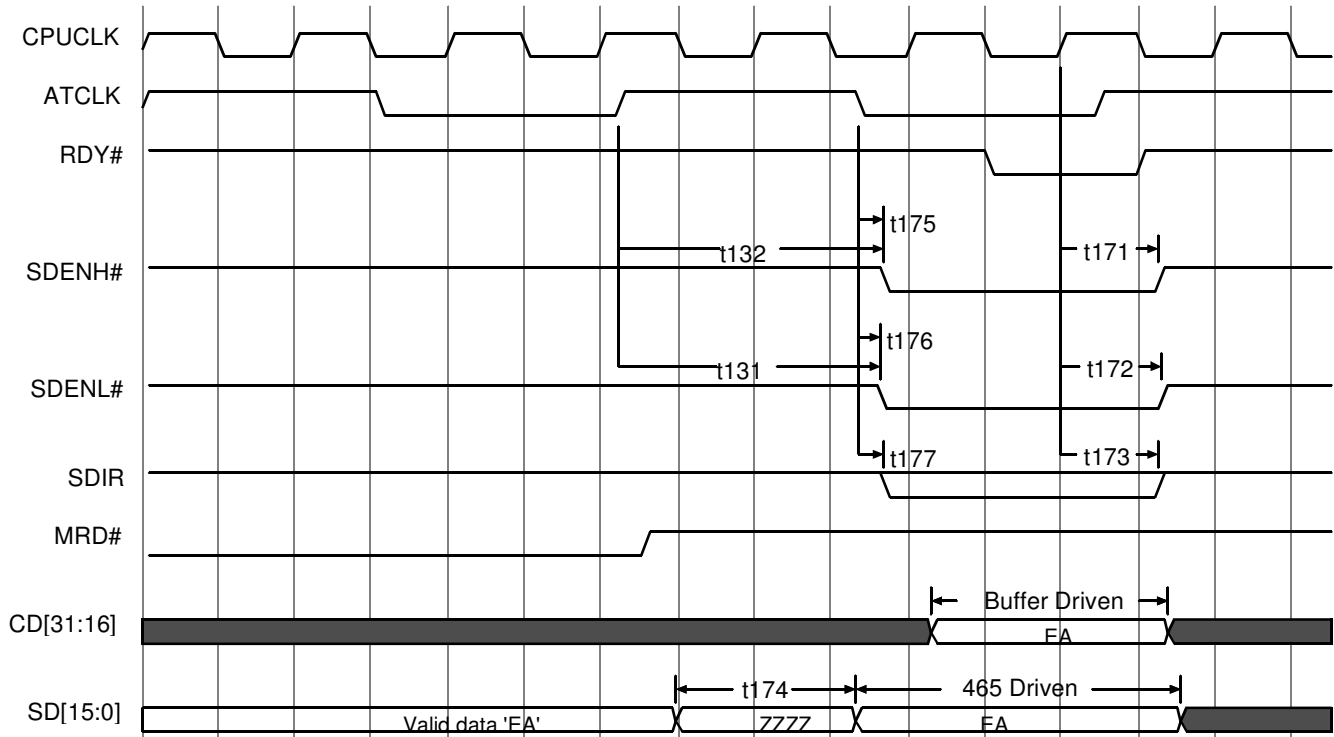 CPUCLK
ATCLK
RDY#
t175
t132
t171
SDENH#
t176
t131
t172
SDENL#
t177
t173
SDIR
MRD#
Buffer Driven
CD[31:16]
EA
t174
465 Driven
SD[15:0]
Valid data 'EA'
ZZZZ
EA